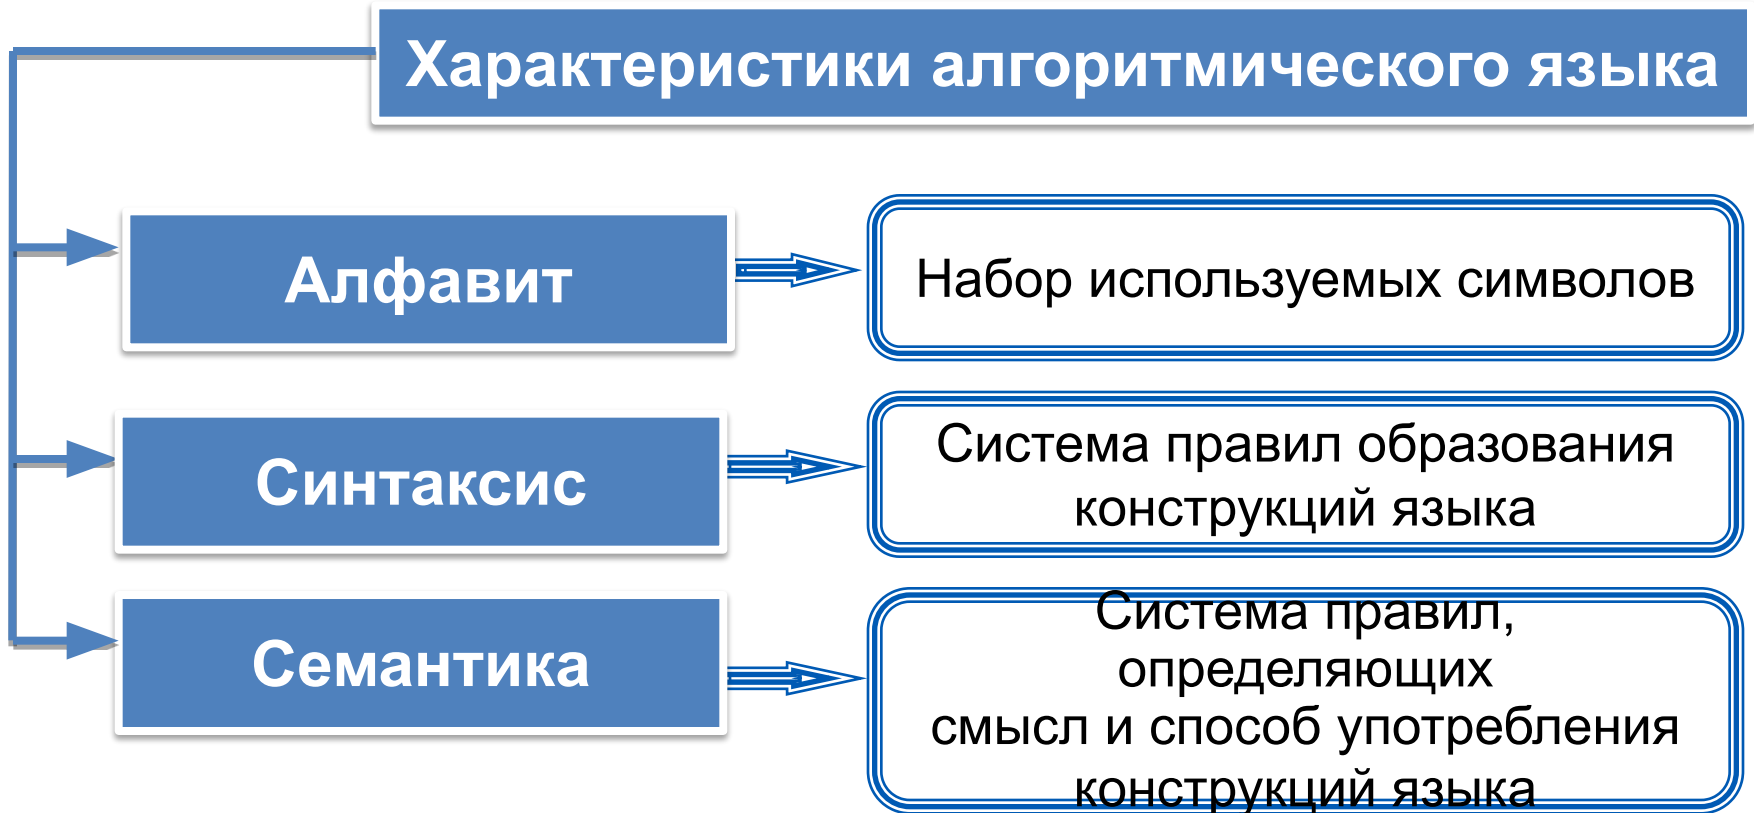 Характеристики алгоритмического языка
Алфавит
Набор используемых символов
Синтаксис
Система правил образования
конструкций языка
Семантика
Система правил,
определяющих
смысл и способ употребления
конструкций языка